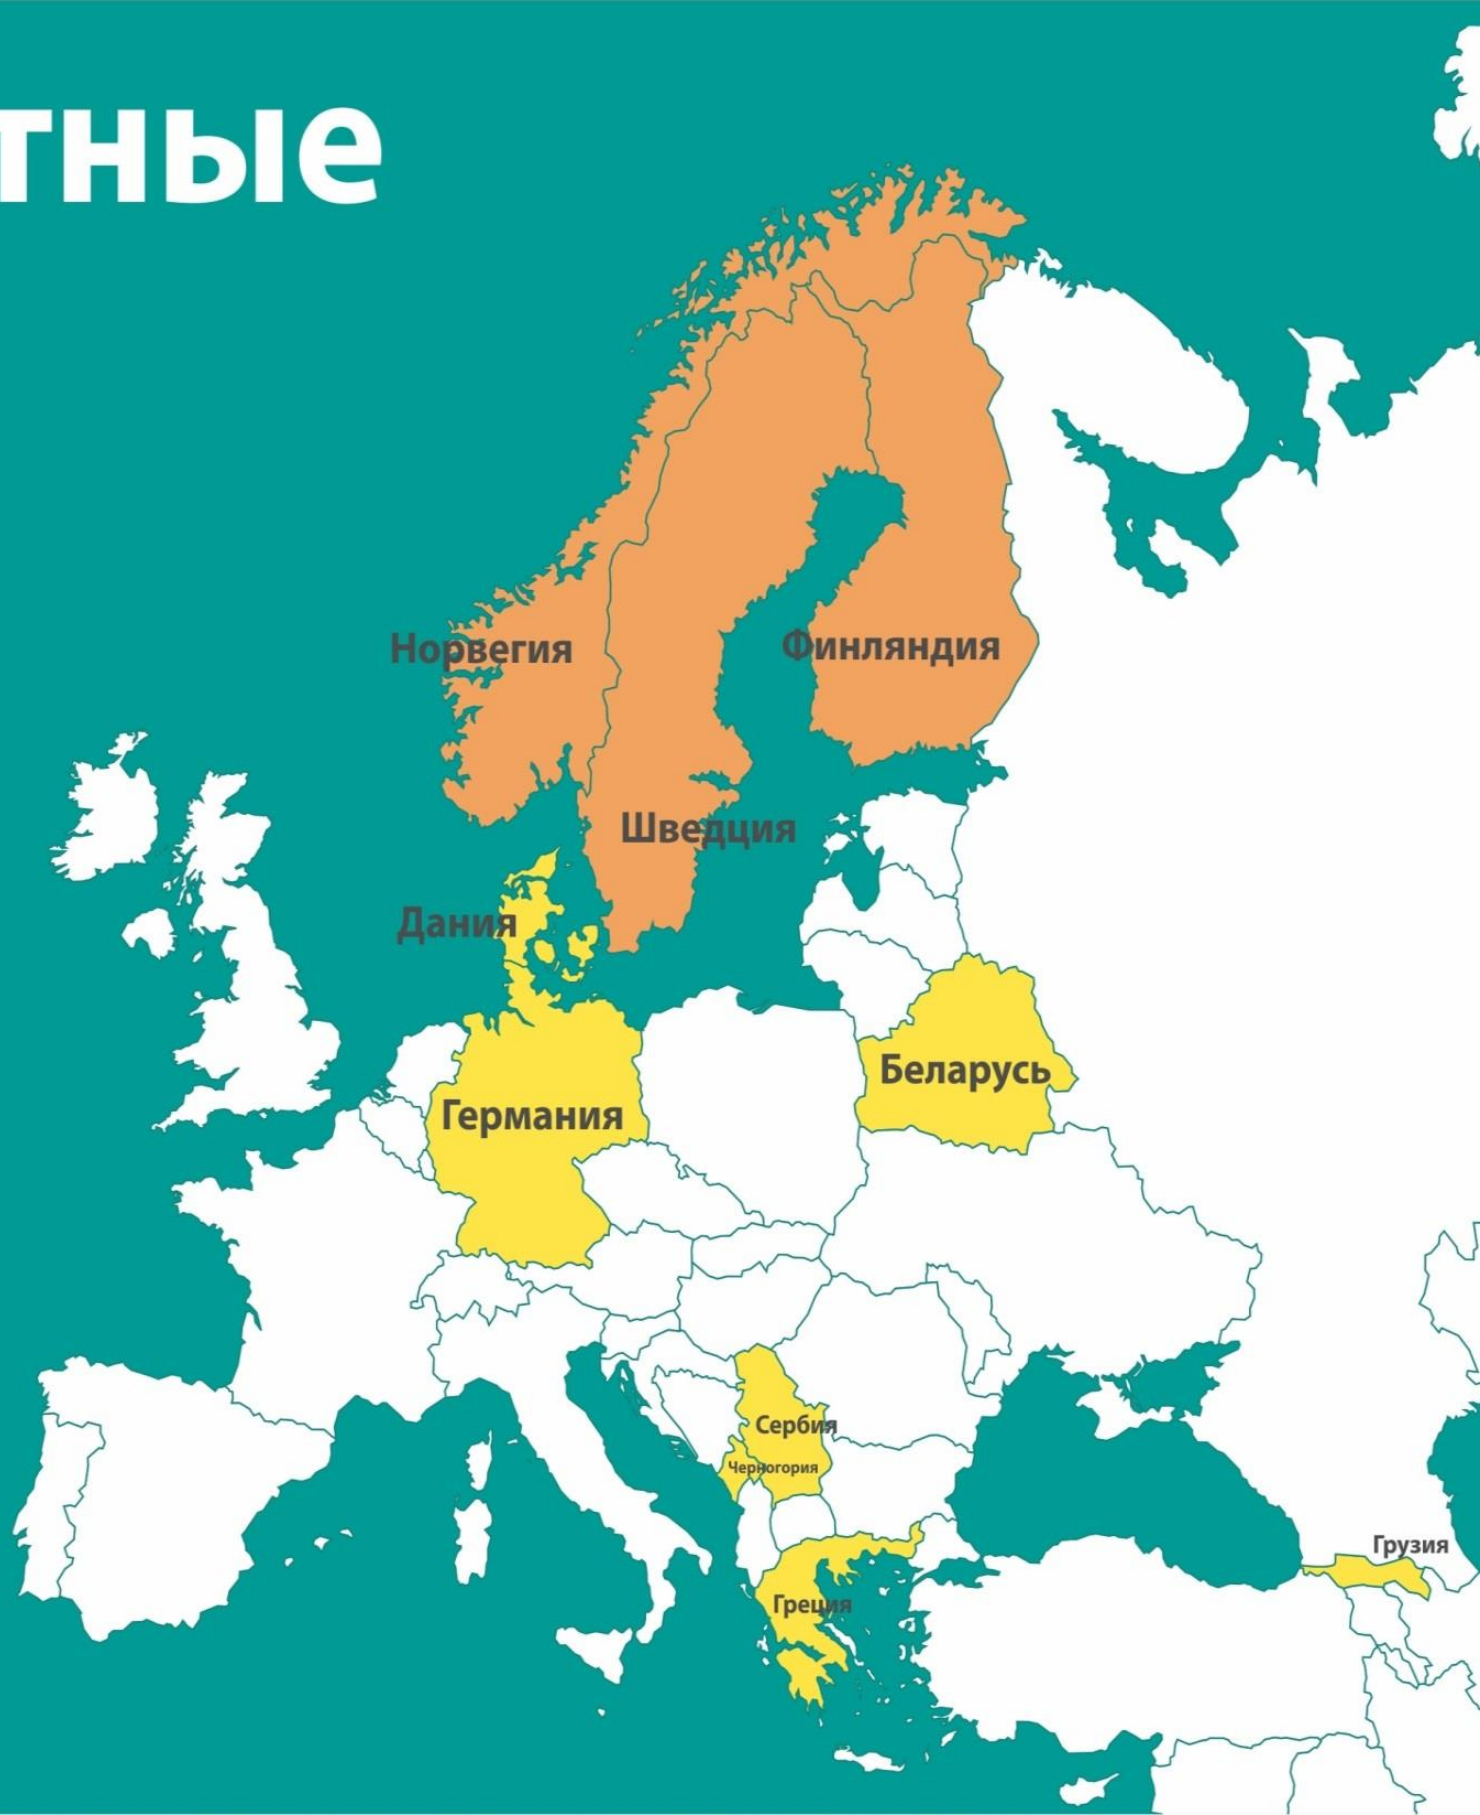 тные
Норвегия
Финляндия
Швеция
Дания
Беларусь
Германия
Сербия
Черногория
Грузия
Греция